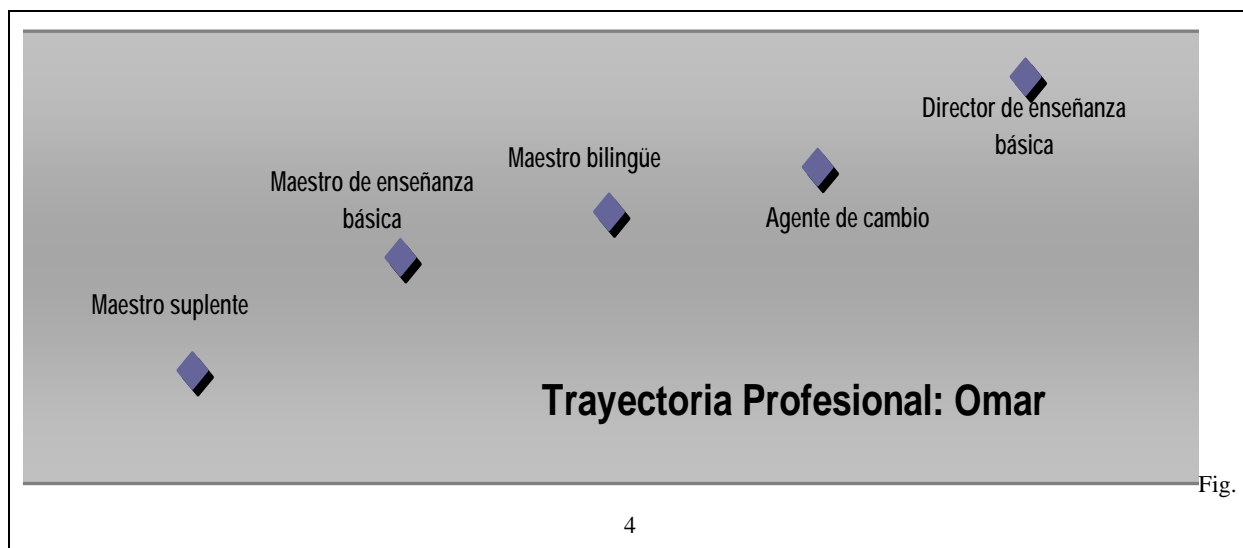 Director de enseñanza
básica
Maestro bilingüe
Maestro de enseñanza
básica
Agente de cambio
Maestro suplente
Trayectoria Profesional: Omar
Fig.
4